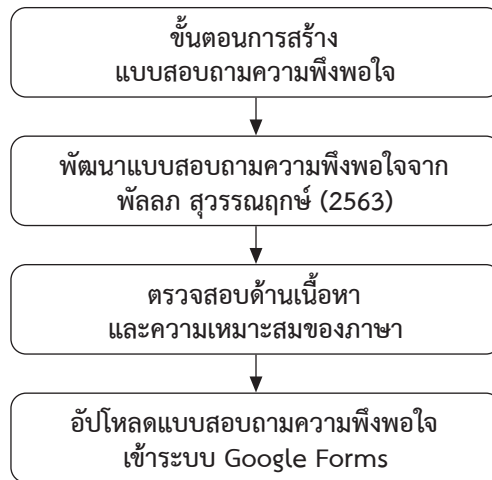 ขั้นตอนการสร้าง
แบบสอบถามความพึงพอใจ
พัฒนาแบบสอบถามความพึงพอใจจาก
พัลลภ สุวรรณฤกษ์ (2563)
ตรวจสอบด้านเนื้อหา
และความเหมาะสมของภาษา
อัปโหลดแบบสอบถามความพึงพอใจ
เข้าระบบ Google Forms